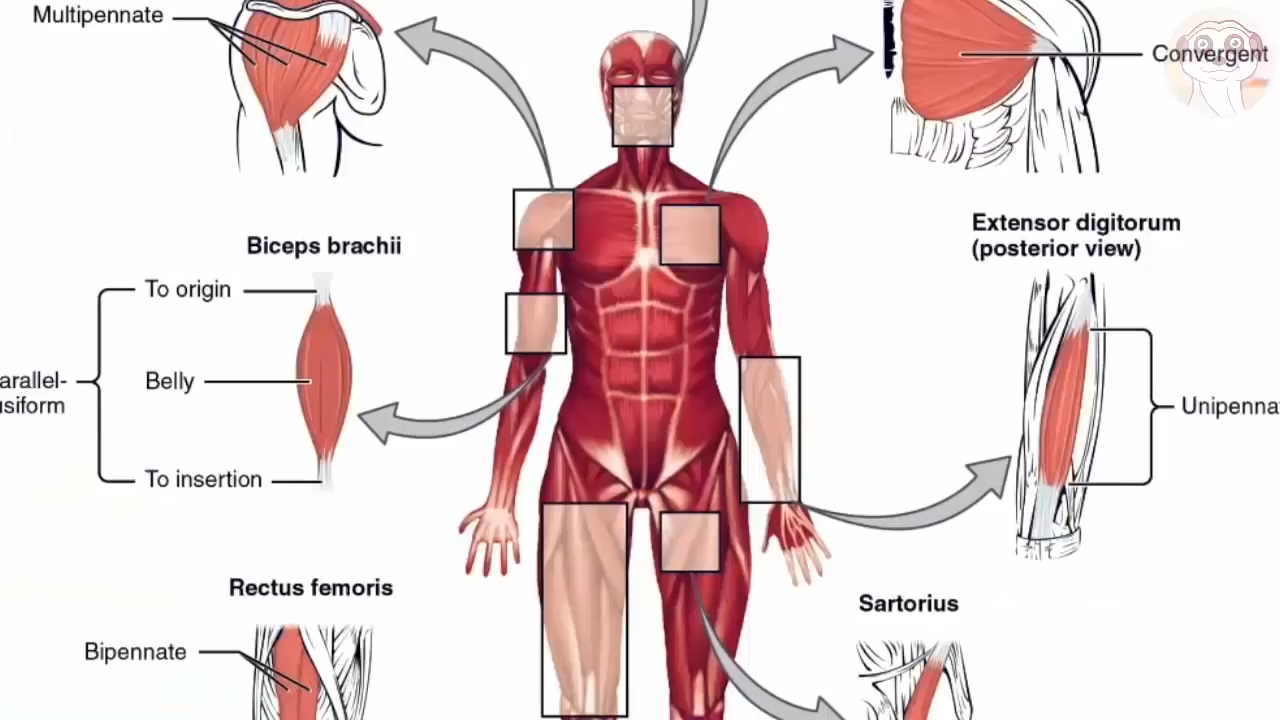 Multipennate
Convergent
Biceps brachii
To origin
Belly
To insertion
arallel-
usiform
Extensor digitorum
(posterior view)
Unipenna
Rectus femoris
Bipennate
Sartorius